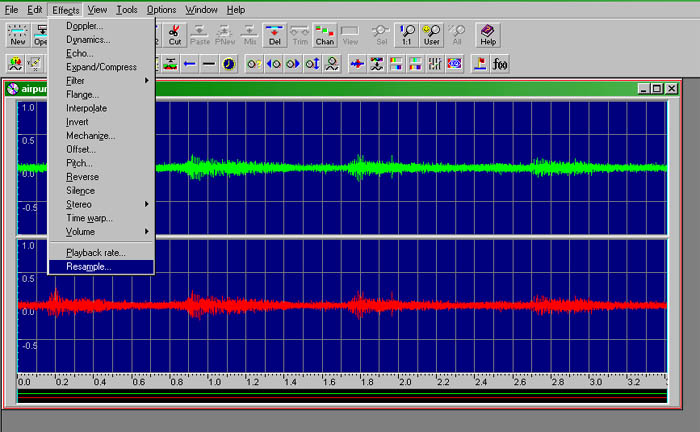 File Edit Effects View Tools Options Window Help
New Cut Paste PNew Mix Del Trim Chan View Sel 1:1 User All Help
Doppler...
Dynamics...
Echo...
Expand/Compress
Filter
Flange...
Interpolate
Invert
Mechanize...
Offset...
Pitch...
Reverse
Silence
Stereo
Time warp...
Volume
Playback rate...
Resample...
f00
1.0
0.5
0.0
-0.5
1.0
0.5
0.0
-0.5
0.0 0.2 0.4 0.6 0.8 1.0 1.2 1.4 1.6 1.8 2.0 2.2 2.4 2.6 2.8 3.0 3.2